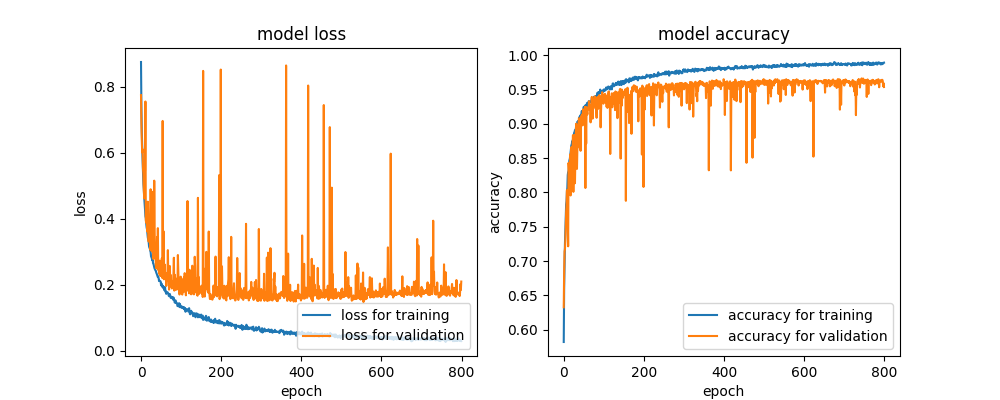 model loss
0.8
0.6
0.4
0.2
0.0
loss
0
200
400
600
800
epoch
loss for training
loss for validation
model accuracy
1.00
0.95
0.90
0.85
0.80
0.75
0.70
0.65
0.60
accuracy
0
200
400
600
800
epoch
accuracy for training
accuracy for validation